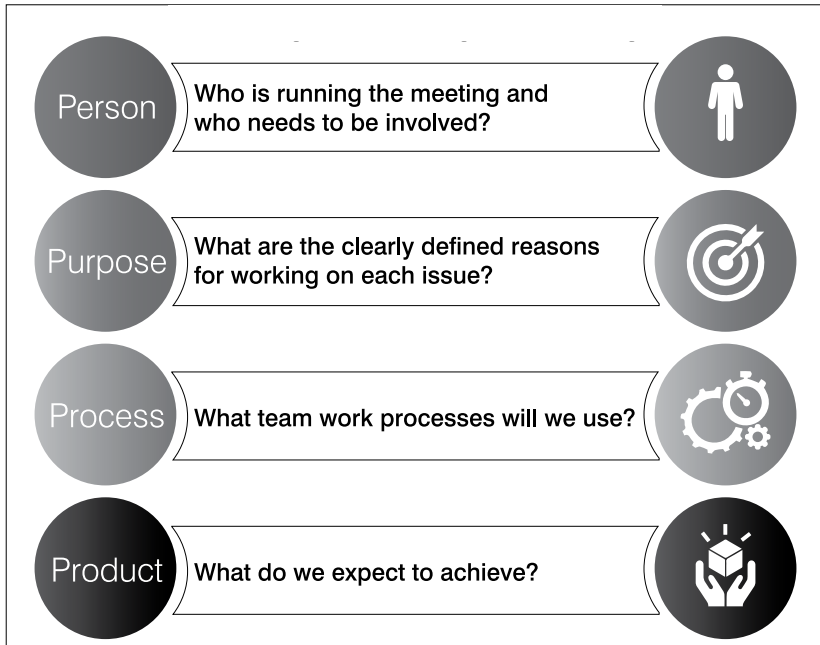 Person
Who is running the meeting and
who needs to be involved?
Purpose
What are the clearly defined reasons
for working on each issue?
Process
What team work processes will we use?
Product
What do we expect to achieve?